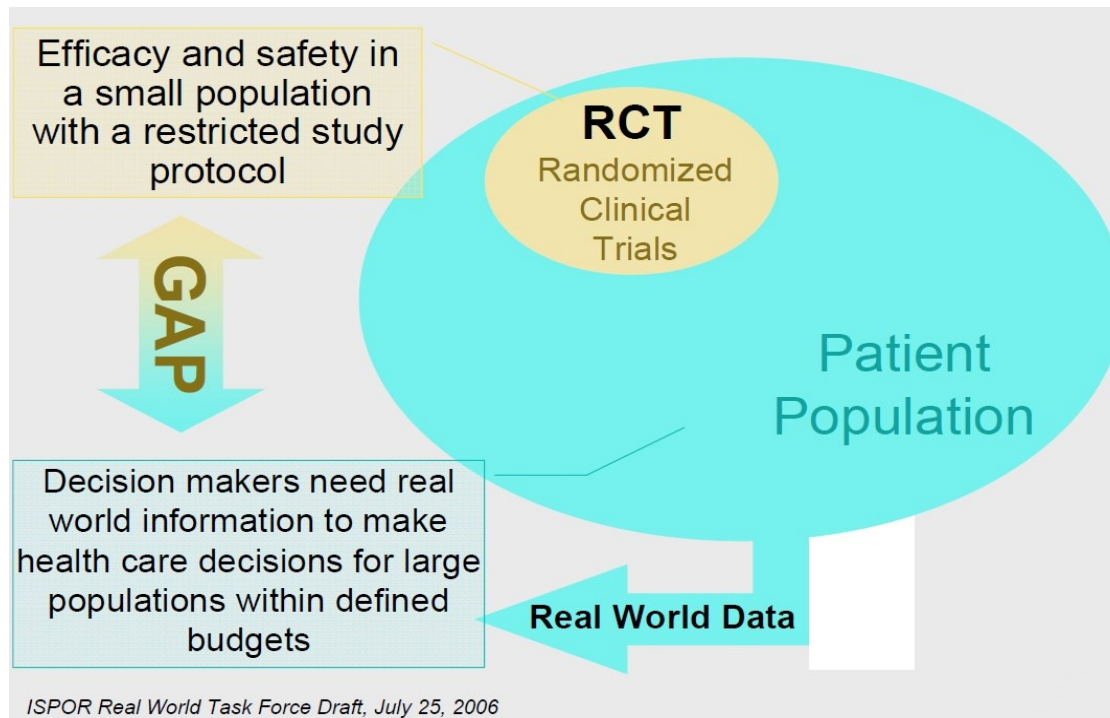 Efficacy and safety in
a small population
with a restricted study
protocol
RCT
Randomized
Clinical
Trials
GAP
Patient
Population
Decision makers need real
world information to make
health care decisions for large
populations within defined
budgets
Real World Data
ISPOR Real World Task Force Draft, July 25, 2006